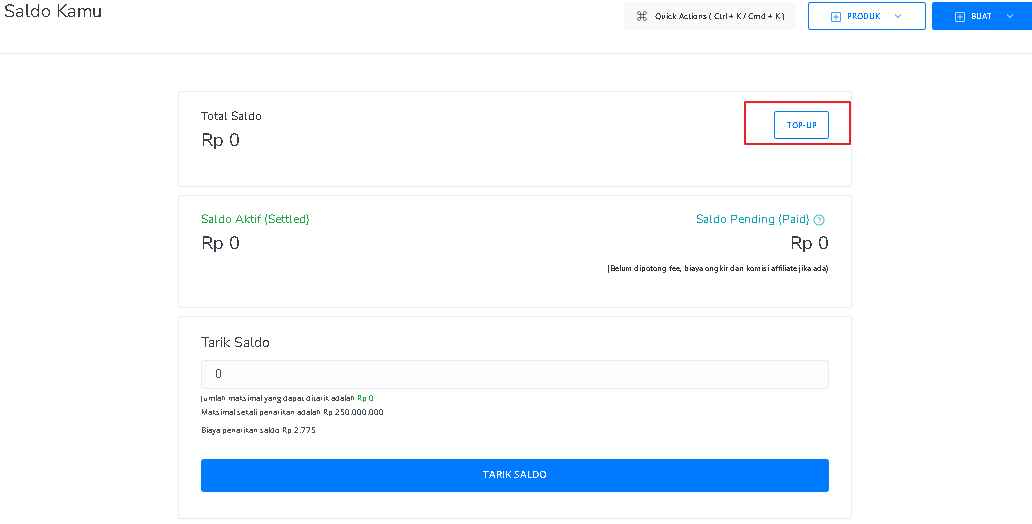 Saldo Kamu
Quick Actions ( Ctrl + K / Cmd + K )
PRODUK
BUAT
Total Saldo
TOP-UP
Rp 0
Saldo Aktif (Settled)
Saldo Pending (Paid)
Rp 0
Rp 0
(Belum dipotong fee, biaya ongkir dan komisi affiliate jika ada)
Tarik Saldo
0
Jumlah maksimal yang dapat ditarik adalah Rp 0
Maksimal sekali penarikan adalah Rp 250.000.000
Biaya penarikan saldo Rp 2.775
TARIK SALDO